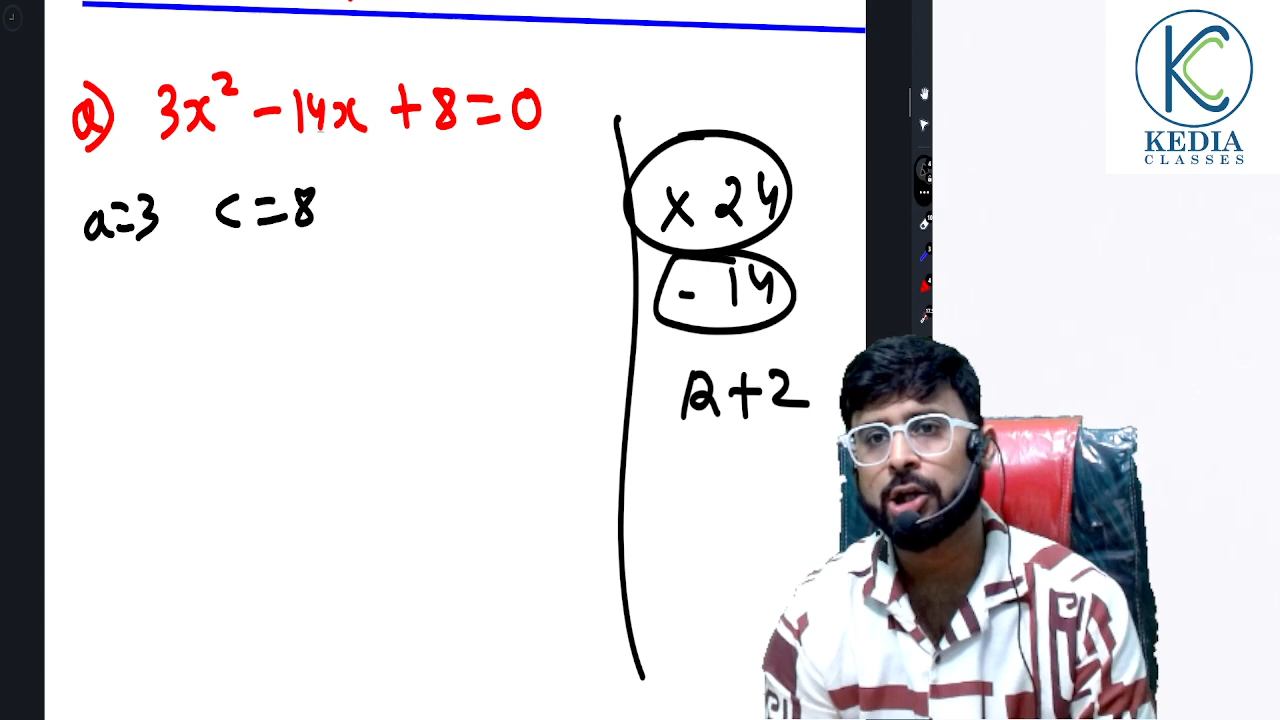 Q) 3x² - 14x + 8 = 0
a=3 c=8
x 24
- 14
12+2
KEDIA
CLASSES